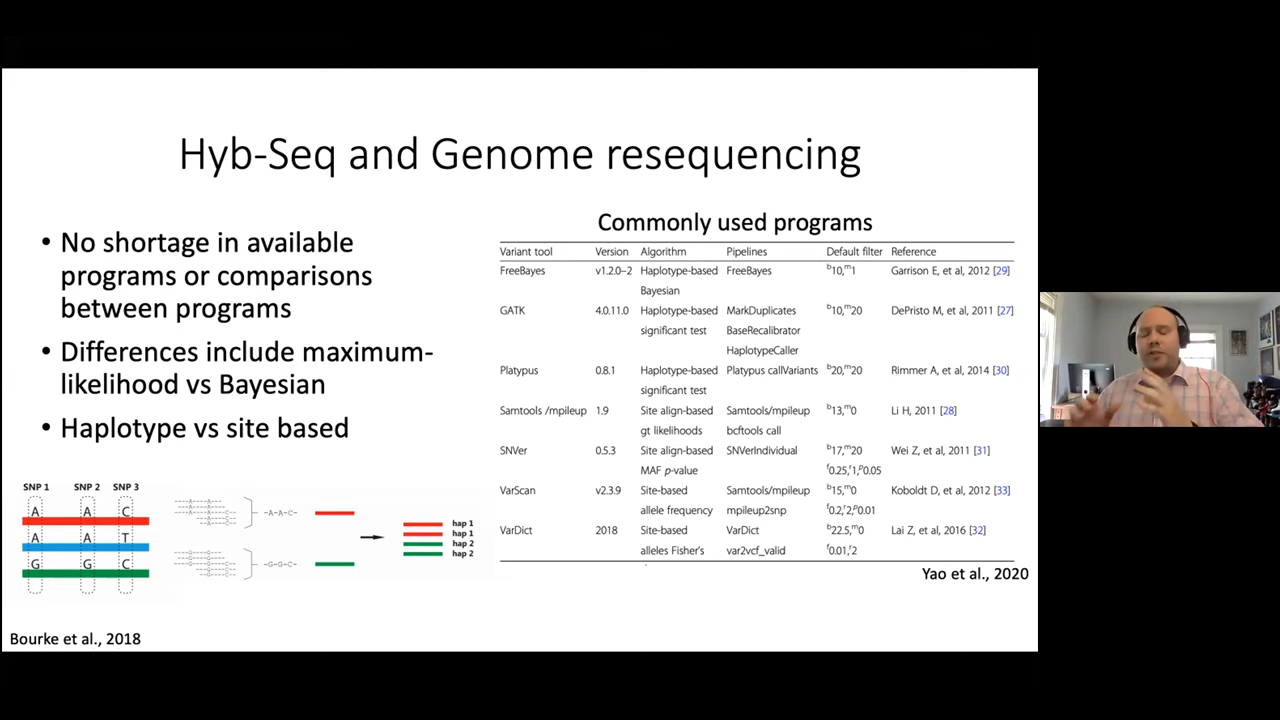 Hyb-Seq and Genome resequencing
• No shortage in available
programs or comparisons
between programs
• Differences include maximum-
likelihood vs Bayesian
• Haplotype vs site based
Commonly used programs
Variant tool Version Algorithm Pipelines Default filter Reference
FreeBayes v1.2.0–2 Haplotype-based FreeBayes b10,m1 Garrison E, et al, 2012 [29]
Bayesian
GATK 4.0.11.0 Haplotype-based MarkDuplicates b10,m20 DePristo M, et al, 2011 [27]
significant test BaseRecalibrator
HaplotypeCaller
Platypus 0.8.1 Haplotype-based Platypus callVariants b20,m20 Rimmer A, et al, 2014 [30]
significant test
Samtools /mpileup 1.9 Site align-based Samtools/mpileup b13,m0 Li H, 2011 [28]
gt likelihoods bcftools call
SNVer 0.5.3 Site align-based SNVerIndividual b17,m20 Wei Z, et al, 2011 [31]
MAF p-value f0.25,r1,p0.05
VarScan v2.3.9 Site-based Samtools/mpileup b15,m0 Koboldt D, et al, 2012 [33]
allele frequency mpileup2snp f0.2,r2,p0.01
VarDict 2018 Site-based VarDict b22.5,m0 Lai Z, et al, 2016 [32]
alleles Fisher's var2vcf_valid f0.01,r2
Yao et al., 2020
SNP 1 SNP 2 SNP 3
A A C
A A T
G G C
-A-A-C-
-G-G-C-
hap 1
hap 1
hap 2
hap 2
Bourke et al., 2018